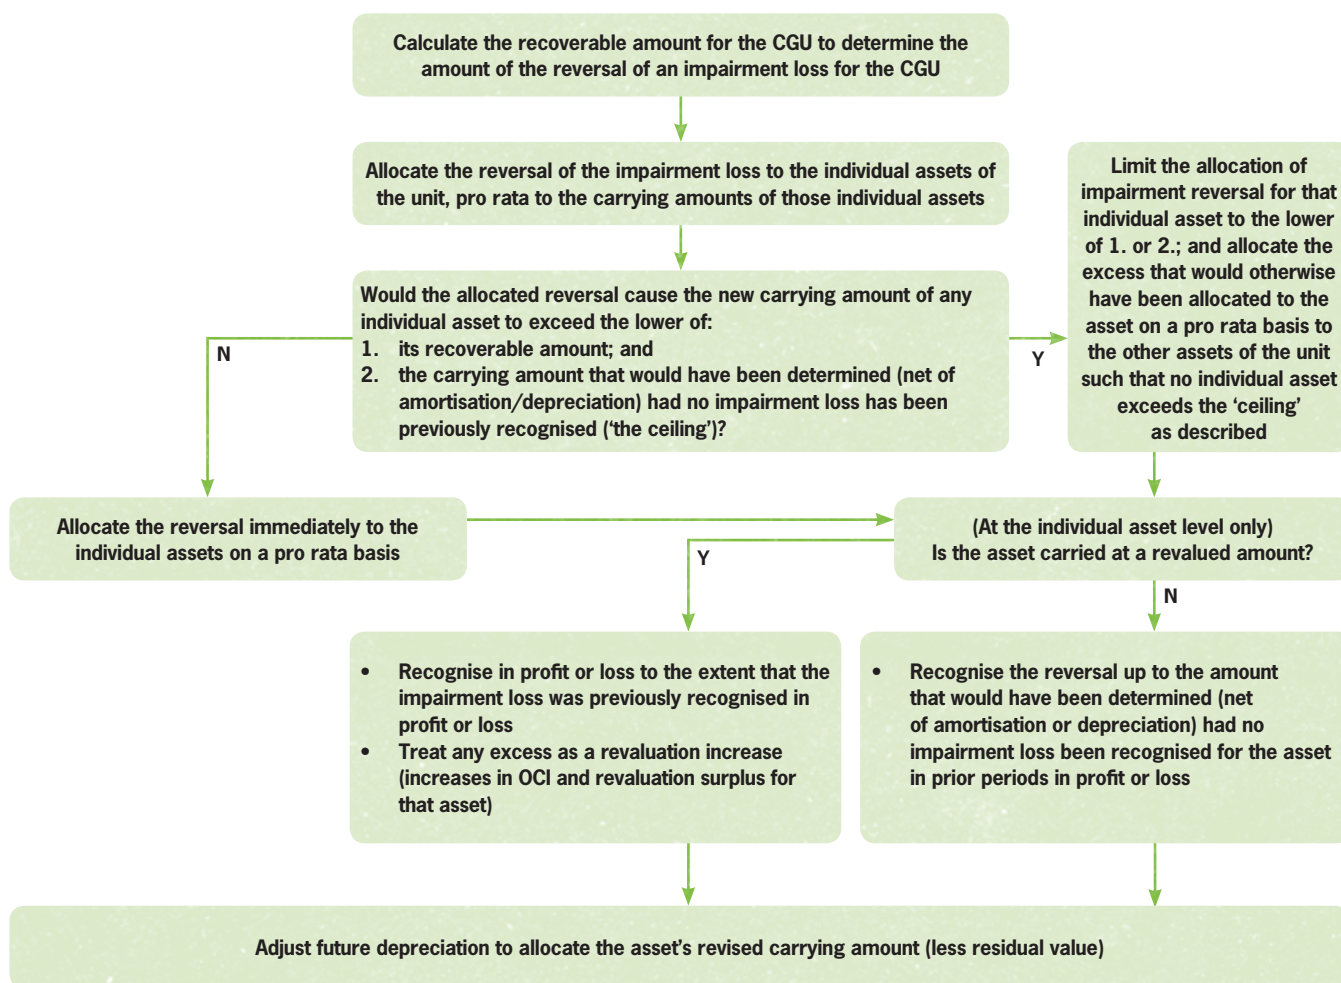 Calculate the recoverable amount for the CGU to determine the
amount of the reversal of an impairment loss for the CGU
Allocate the reversal of the impairment loss to the individual assets of
the unit, pro rata to the carrying amounts of those individual assets
Limit the allocation of
impairment reversal for that
individual asset to the lower
of 1. or 2.; and allocate the
excess that would otherwise
have been allocated to the
asset on a pro rata basis to
the other assets of the unit
such that no individual asset
exceeds the ‘ceiling’
as described
Would the allocated reversal cause the new carrying amount of any
individual asset to exceed the lower of:
1. its recoverable amount; and
2. the carrying amount that would have been determined (net of
amortisation/depreciation) had no impairment loss has been
previously recognised (‘the ceiling’)?
N
Y
Allocate the reversal immediately to the
individual assets on a pro rata basis
(At the individual asset level only)
Is the asset carried at a revalued amount?
Y
N
• Recognise in profit or loss to the extent that the
impairment loss was previously recognised in
profit or loss
• Treat any excess as a revaluation increase
(increases in OCI and revaluation surplus for
that asset)
• Recognise the reversal up to the amount
that would have been determined (net
of amortisation or depreciation) had no
impairment loss been recognised for the asset
in prior periods in profit or loss
Adjust future depreciation to allocate the asset’s revised carrying amount (less residual value)